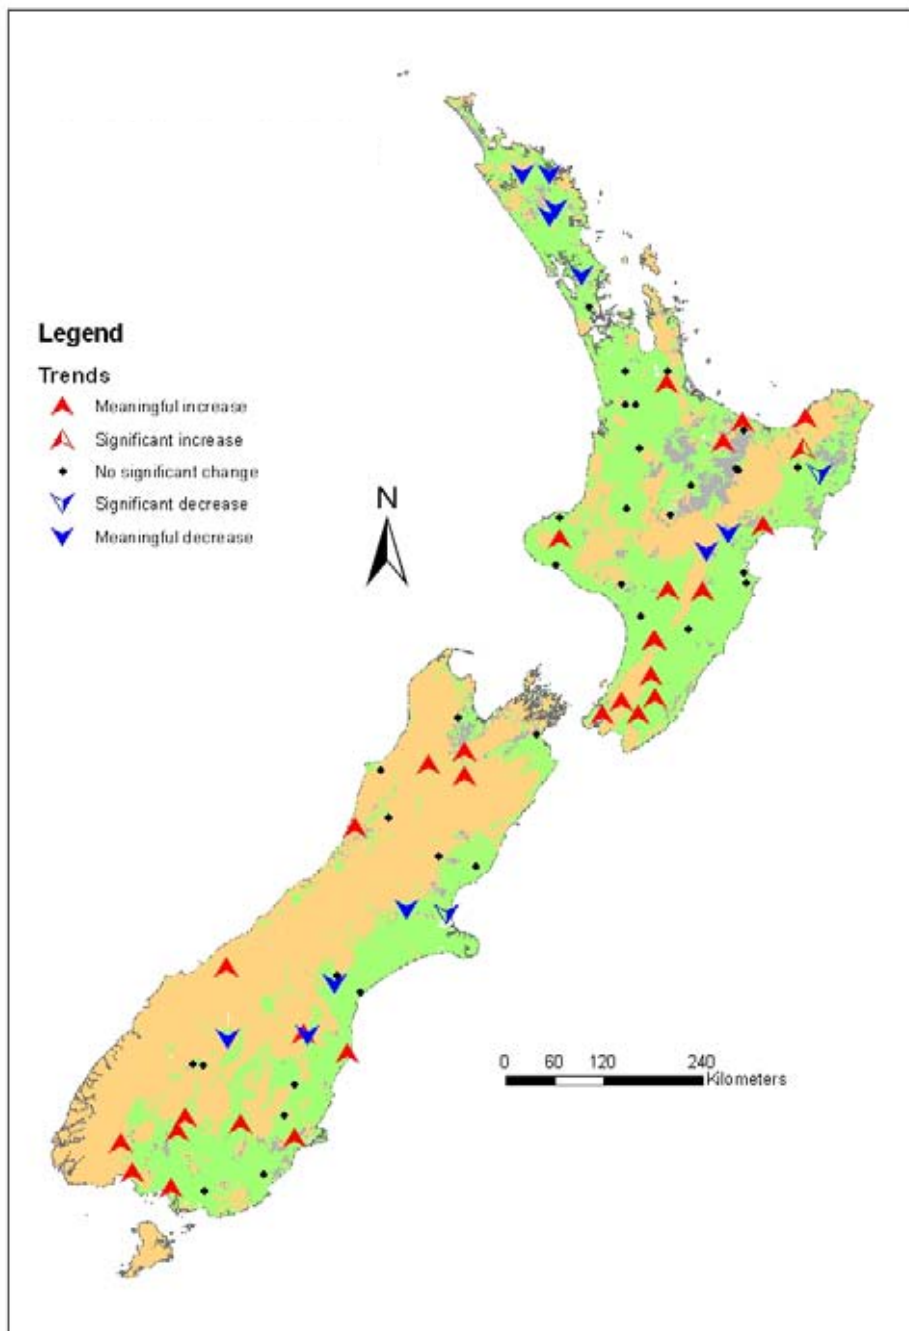 Legend
Trends
Meaningful increase
Significant increase
No significant change
Significant decrease
Meaningful decrease
N
0 60 120 240
Kilometers